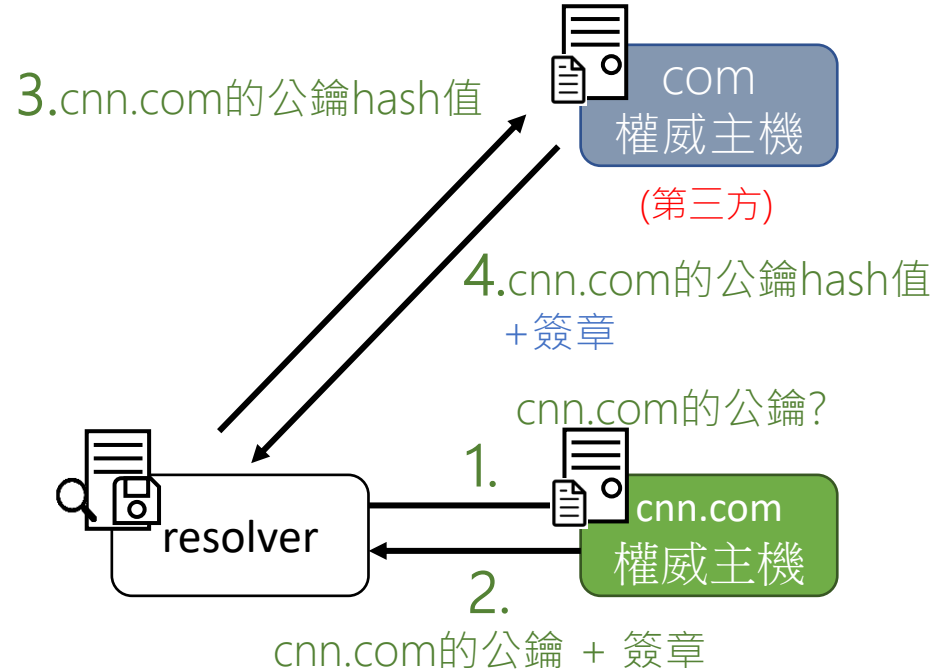 3.cnn.com的公鑰hash值
com
權威主機
(第三方)
4.cnn.com的公鑰hash值
+簽章
cnn.com的公鑰?
1.
resolver
cnn.com
權威主機
2.
cnn.com的公鑰 + 簽章